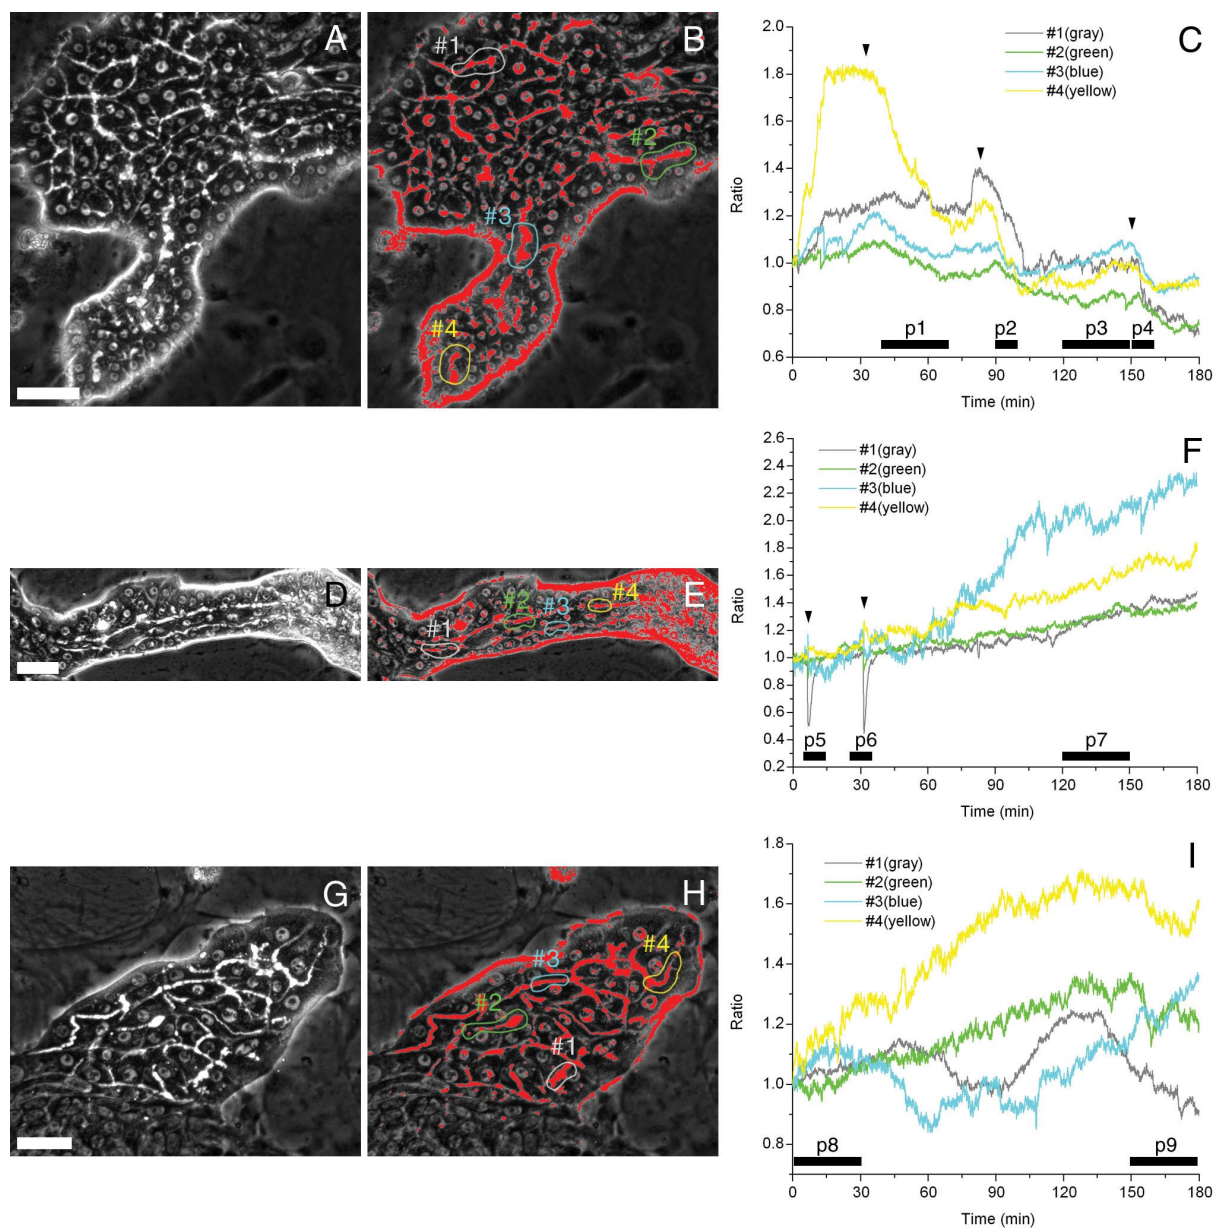 A
B
#1
#2
#3
#4
C
#1(gray)
#2(green)
#3(blue)
#4(yellow)
2.0
1.8
1.6
1.4
1.2
1.0
0.8
0.6
Ratio
p1
p2
p3
p4
0 30 60 90 120 150 180
Time (min)
D
E
#1
#2
#3
#4
F
#1(gray)
#2(green)
#3(blue)
#4(yellow)
2.6
2.4
2.2
2.0
1.8
1.6
1.4
1.2
1.0
0.8
0.6
0.4
0.2
Ratio
p5
p6
p7
0 30 60 90 120 150 180
Time (min)
G
H
#3
#4
#2
#1
I
#1(gray)
#2(green)
#3(blue)
#4(yellow)
1.8
1.6
1.4
1.2
1.0
0.8
Ratio
p8
p9
0 30 60 90 120 150 180
Time (min)